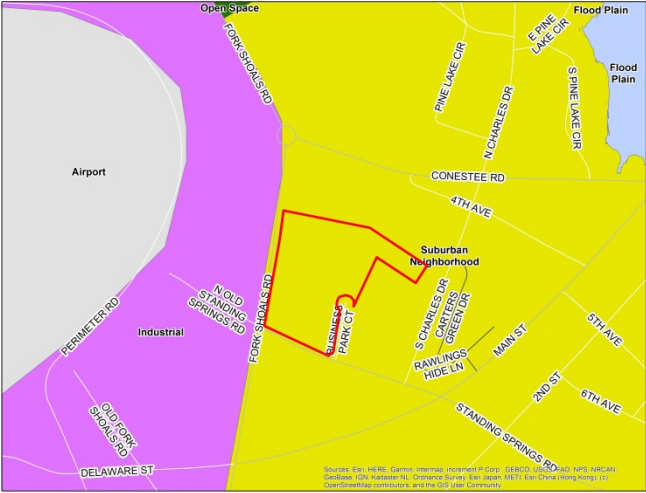 Open Space
Flood Plain
FORK SHOALS RD
E PINE
LAKE CIR
PINE LAKE CIR
Flood
Plain
S PINE LAKE CIR
N CHARLES DR
Airport
CONESTEE RD
4TH AVE
Suburban
Neighborhood
N OLD
STANDING
SPRINGS RD
FORK SHOALS RD
BUSINESS
PARK CT
S CHARLES DR
CARTERS
GREEN DR
PERIMETER RD
Industrial
MAIN ST
5TH AVE
RAWLINGS
HIDE LN
2ND ST
6TH AVE
OLD FORK
SHOALS RD
STANDING SPRINGS RD
DELAWARE ST
Sources: Esri, HERE, Garmin, Intermap, increment P Corp., GEBCO, USGS, FAO, NPS, NRCAN,
GeoBase, IGN, Kadaster NL, Ordnance Survey, Esri Japan, METI, Esri China (Hong Kong), (c)
OpenStreetMap contributors, and the GIS User Community